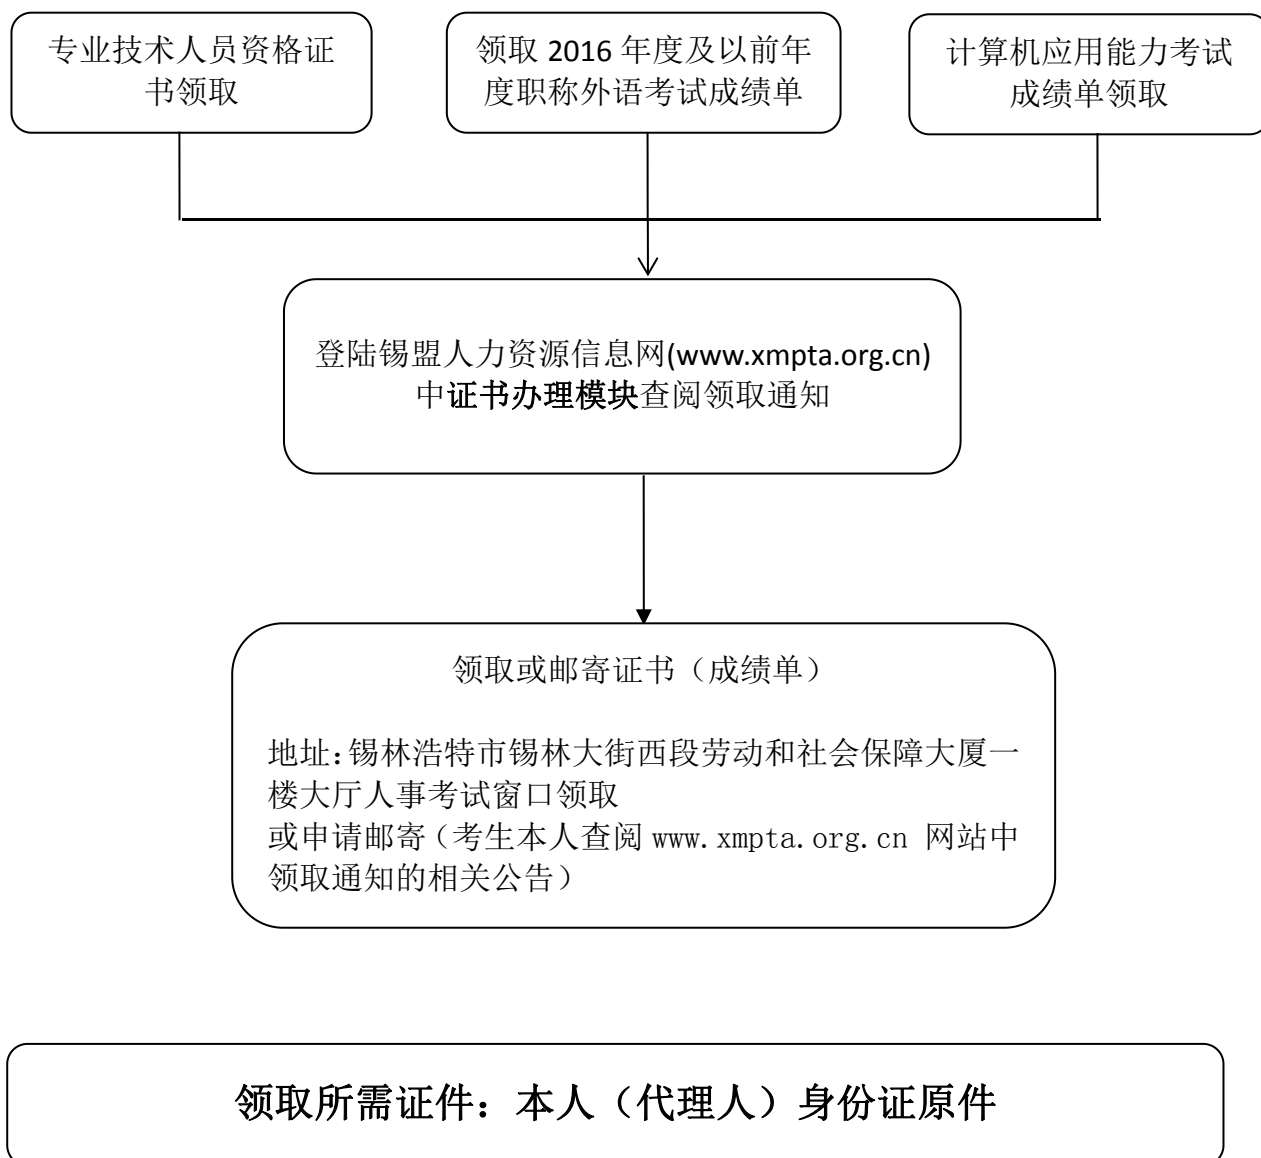 专业技术人员资格证
书领取
领取 2016 年度及以前年
度职称外语考试成绩单
计算机应用能力考试
成绩单领取
登陆锡盟人力资源信息网(www.xmpta.org.cn)
中证书办理模块查阅领取通知
领取或邮寄证书（成绩单）
地址：锡林浩特市锡林大街西段劳动和社会保障大厦一
楼大厅人事考试窗口领取
或申请邮寄（考生本人查阅 www.xmpta.org.cn 网站中
领取通知的相关公告）
领取所需证件：本人（代理人）身份证原件